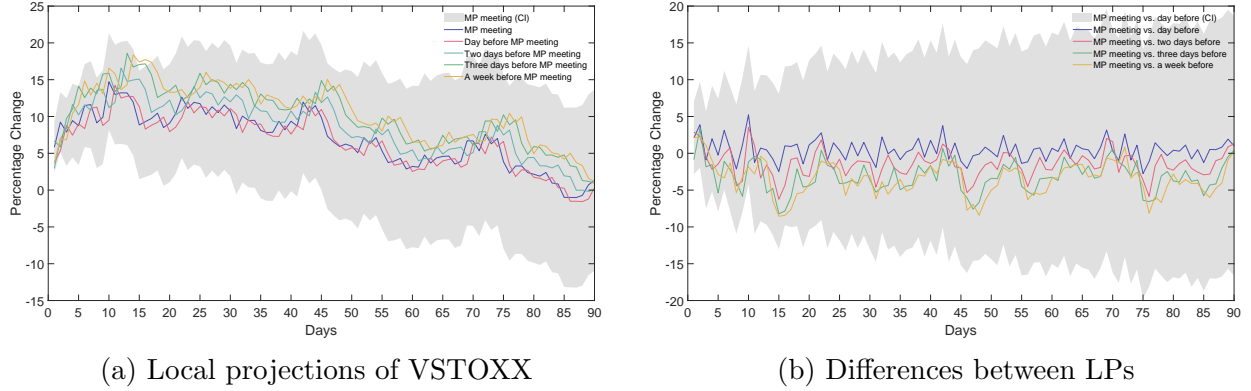 25
20
15
10
5
0
-5
-10
-15
Percentage Change
MP meeting (CI)
MP meeting
Day before MP meeting
Two days before MP meeting
Three days before MP meeting
A week before MP meeting
0 5 10 15 20 25 30 35 40 45 50 55 60 65 70 75 80 85 90
Days
(a) Local projections of VSTOXX
20
15
10
5
0
-5
-10
-15
-20
Percentage Change
MP meeting vs. day before (CI)
MP meeting vs. day before
MP meeting vs. two days before
MP meeting vs. three days before
MP meeting vs. a week before
0 5 10 15 20 25 30 35 40 45 50 55 60 65 70 75 80 85 90
Days
(b) Differences between LPs